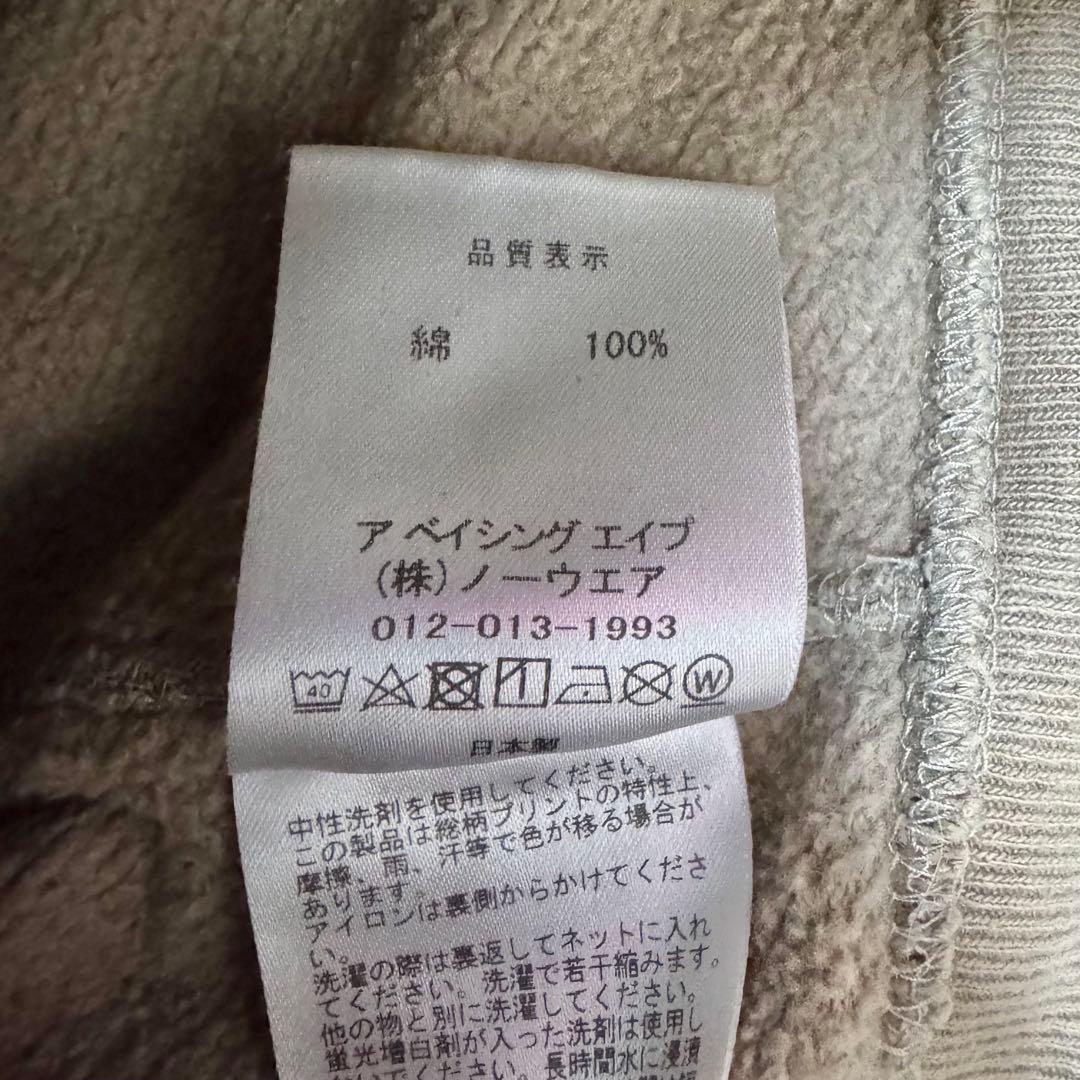 品質表示
綿 100%
ア ベイシング エイプ
(株)ノーウエア
012-013-1993
40
W
日本製
中性洗剤を使用してください。
この製品は総柄プリントの特性上、
摩擦、雨、汗等で色が移る場合が
あります。
アイロンは裏側からかけてくださ
い。
洗濯の際は裏返してネットに入れ
てください。洗濯で若干縮みます。
他の物と別に洗濯してください。
蛍光増白剤が入った洗剤は使用し
ないでください。長時間水に浸漬